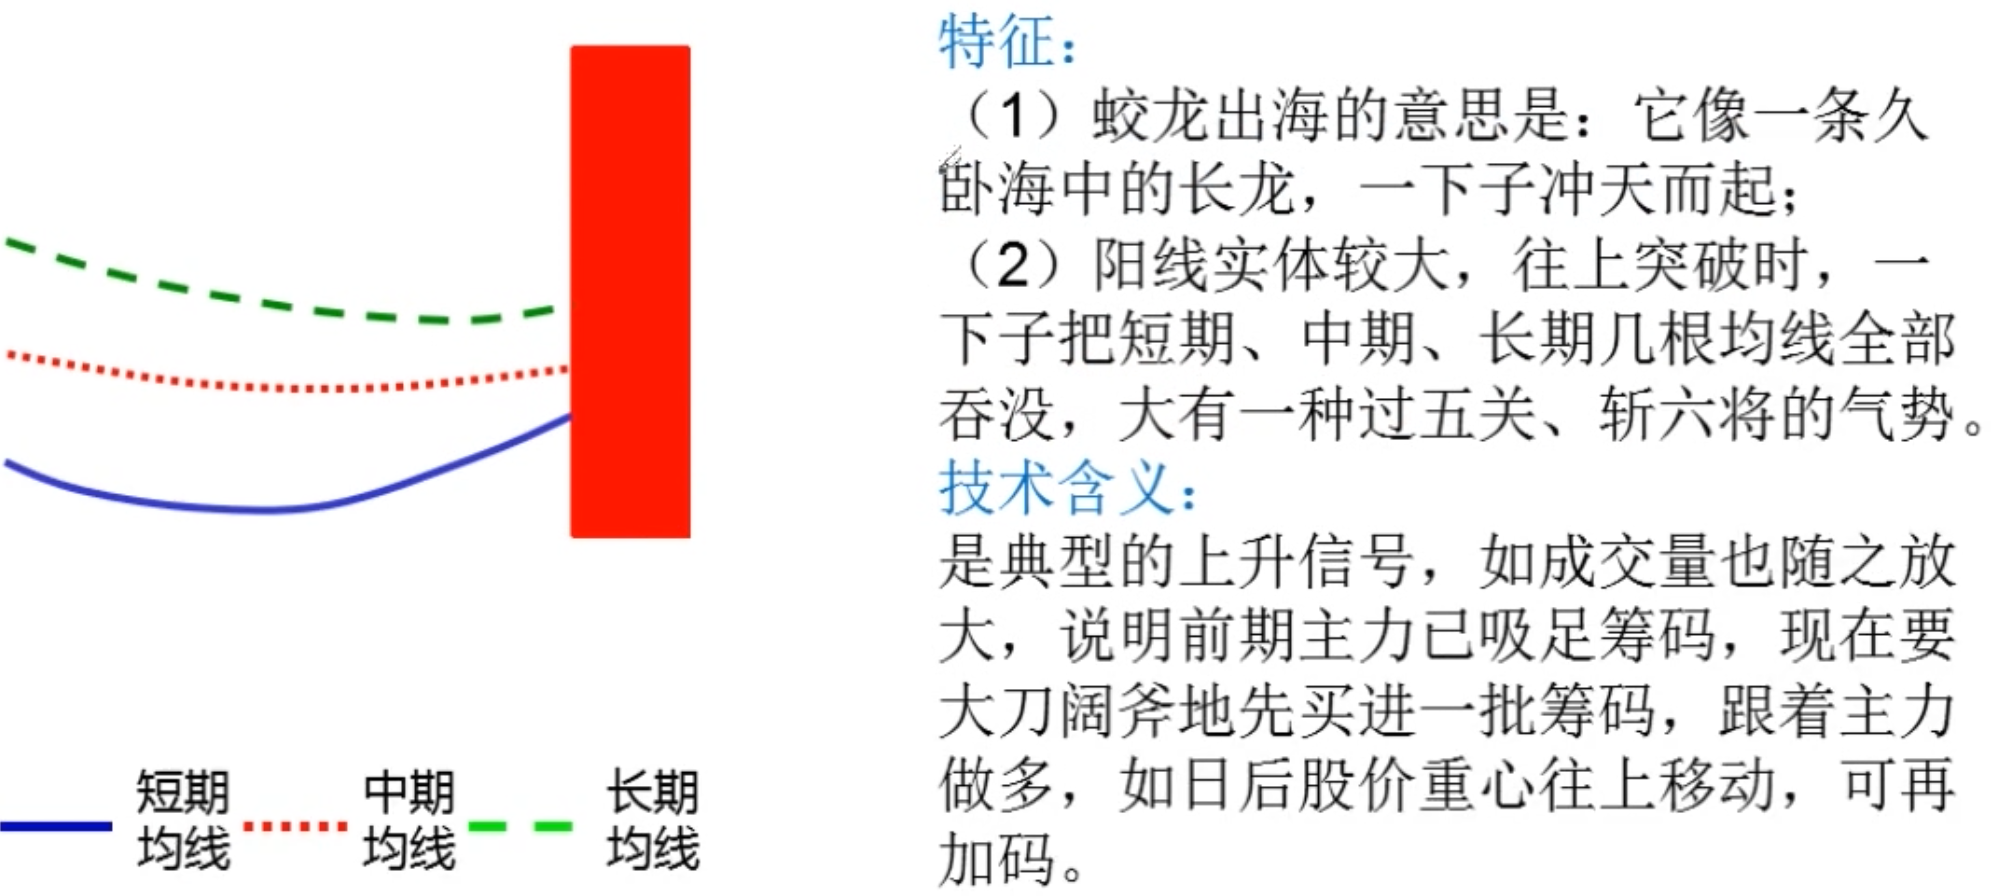 特征：
（1）蛟龙出海的意思是：它像一条久
卧海中的长龙，一下子冲天而起；
（2）阳线实体较大，往上突破时，一
下子把短期、中期、长期几根均线全部
吞没，大有一种过五关、斩六将的气势。
技术含义：
是典型的上升信号，如成交量也随之放
大，说明前期主力已吸足筹码，现在要
大刀阔斧地先买进一批筹码，跟着主力
做多，如日后股价重心往上移动，可再
加码。
短期
均线
中期
均线
长期
均线